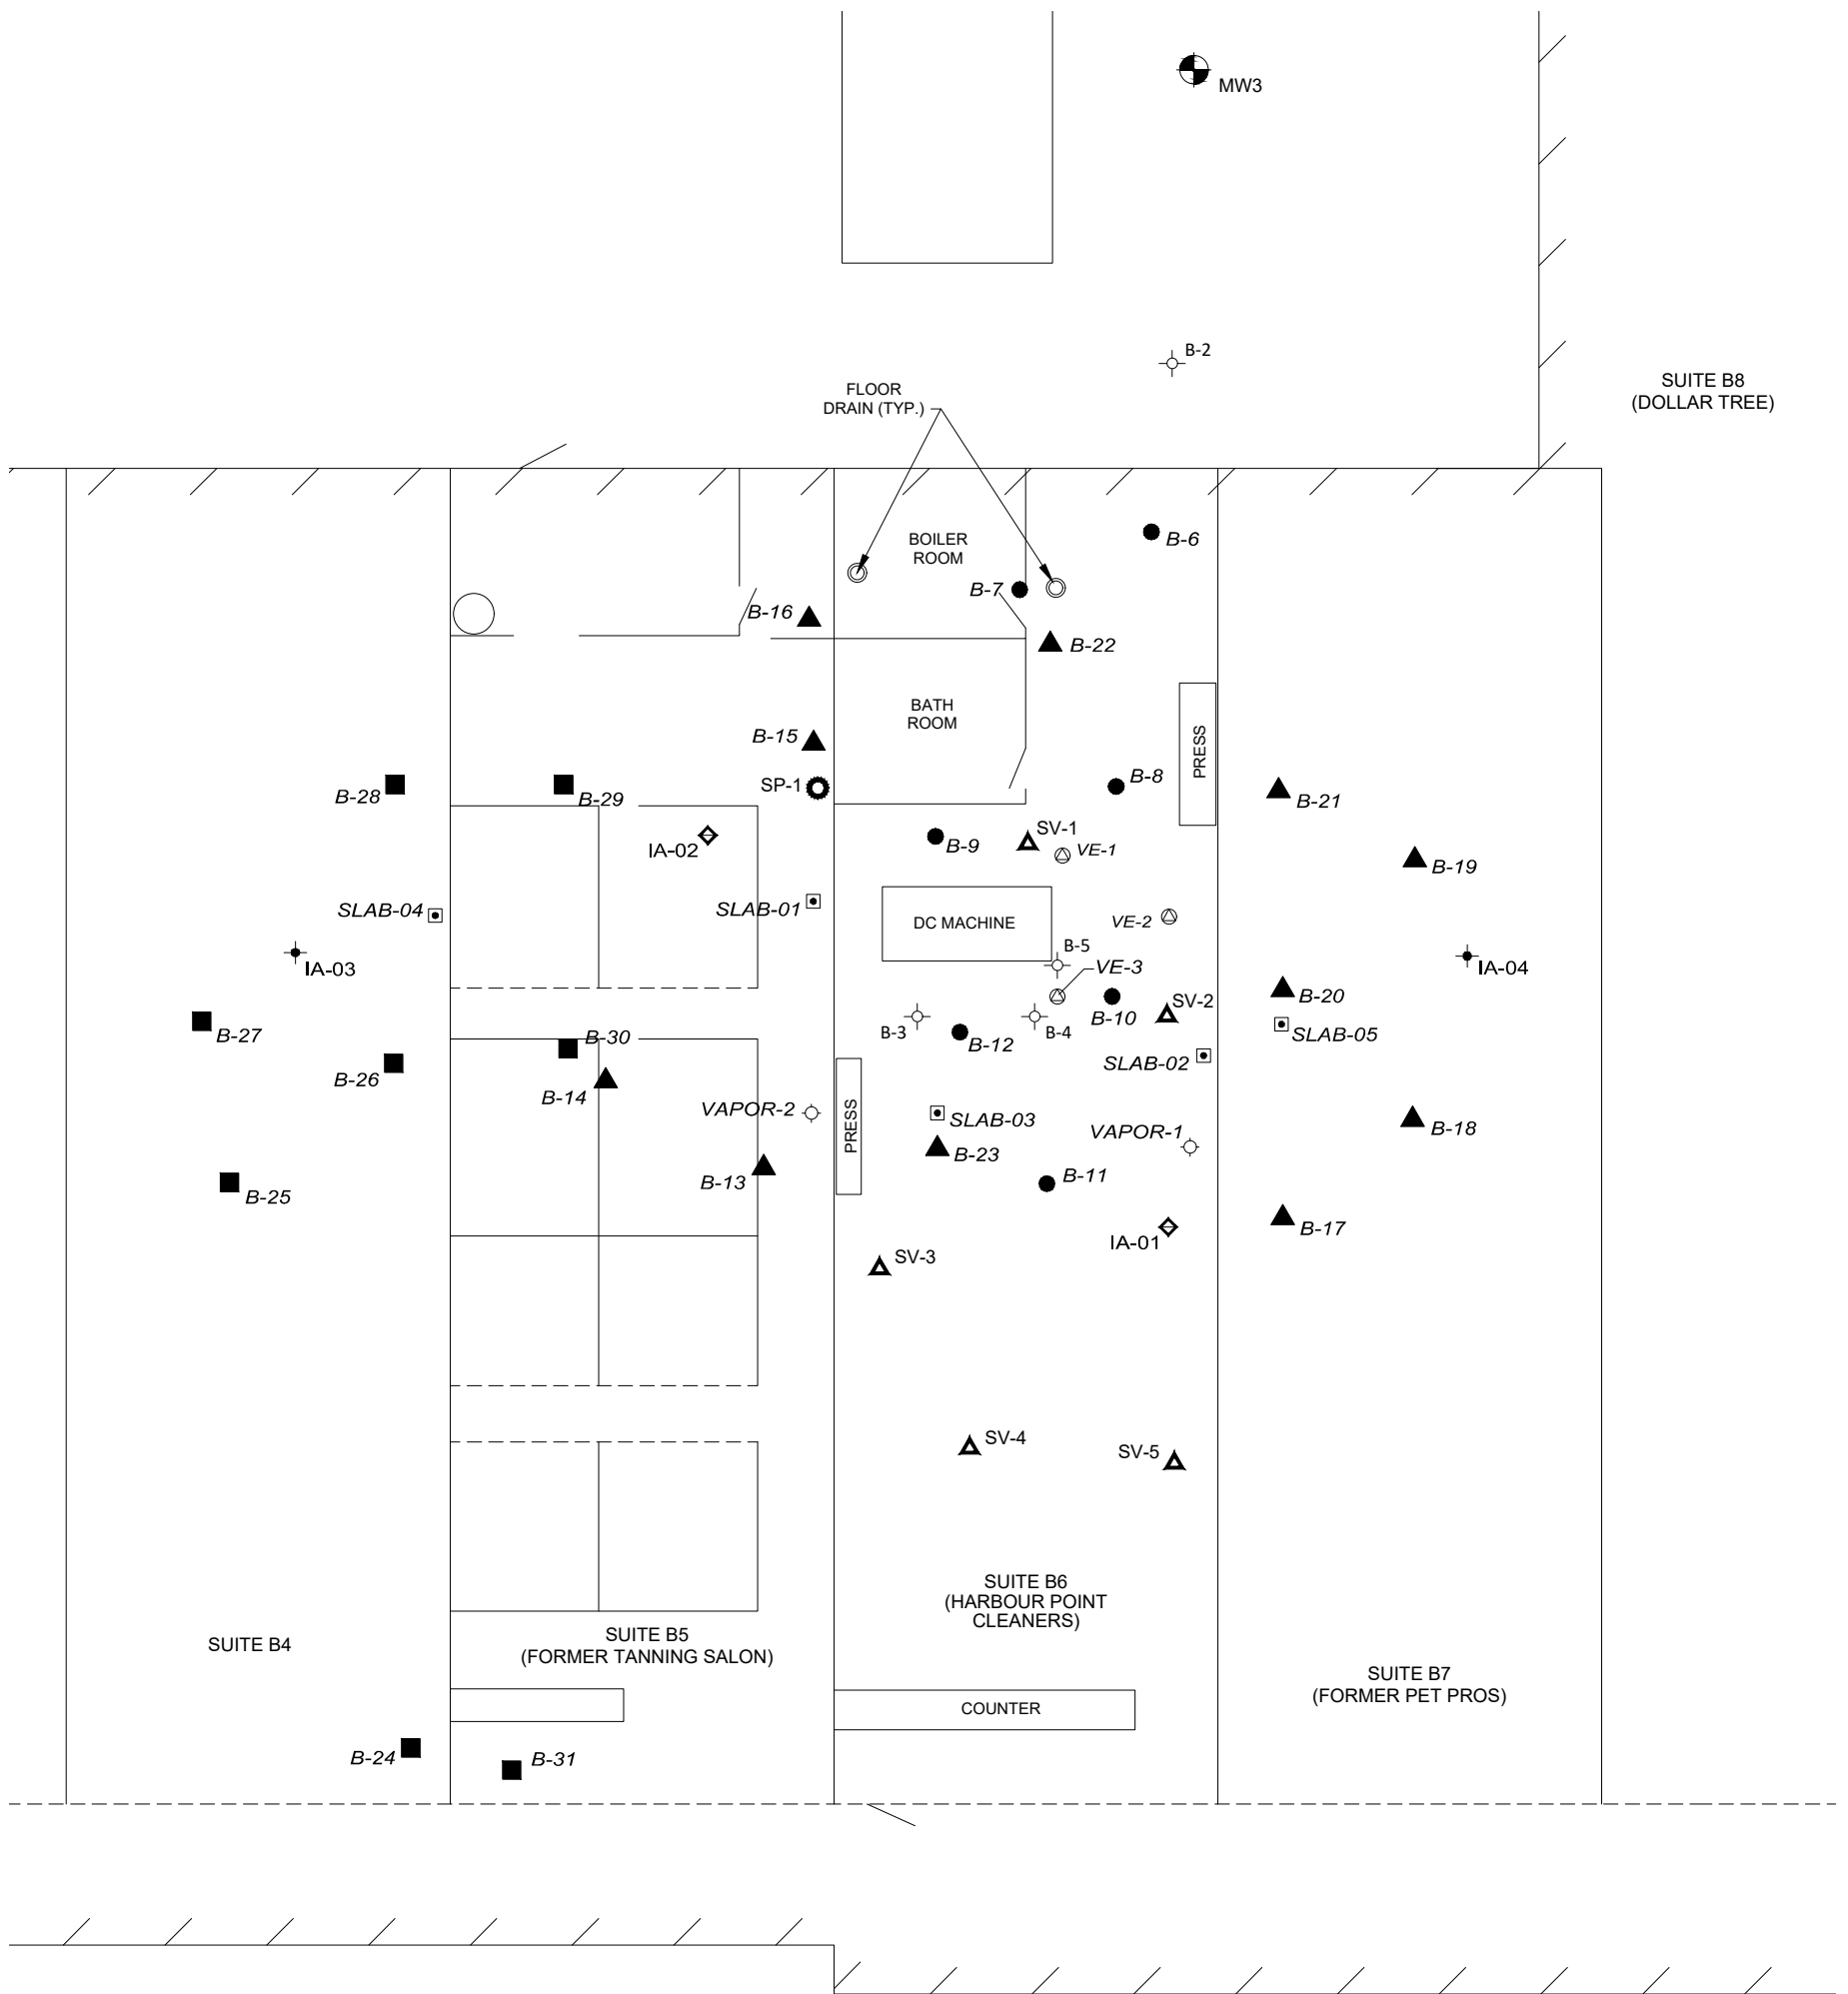 MW3
B-2
SUITE B8
(DOLLAR TREE)
FLOOR
DRAIN (TYP.)
BOILER
ROOM
B-6
B-7
B-16
B-22
BATH
ROOM
PRESS
B-15
SP-1
B-28
B-29
B-8
B-21
IA-02
B-9
SV-1
VE-1
B-19
SLAB-04
SLAB-01
DC MACHINE
VE-2
B-5
IA-03
VE-3
IA-04
B-20
B-27
B-30
B-3
B-12
B-4
B-10
SV-2
SLAB-05
B-26
B-14
SLAB-02
VAPOR-2
PRESS
SLAB-03
VAPOR-1
B-18
B-23
B-13
B-11
B-25
IA-01
B-17
SV-3
SV-4
SV-5
SUITE B6
(HARBOUR POINT
CLEANERS)
SUITE B4
SUITE B5
(FORMER TANNING SALON)
SUITE B7
(FORMER PET PROS)
COUNTER
B-24
B-31